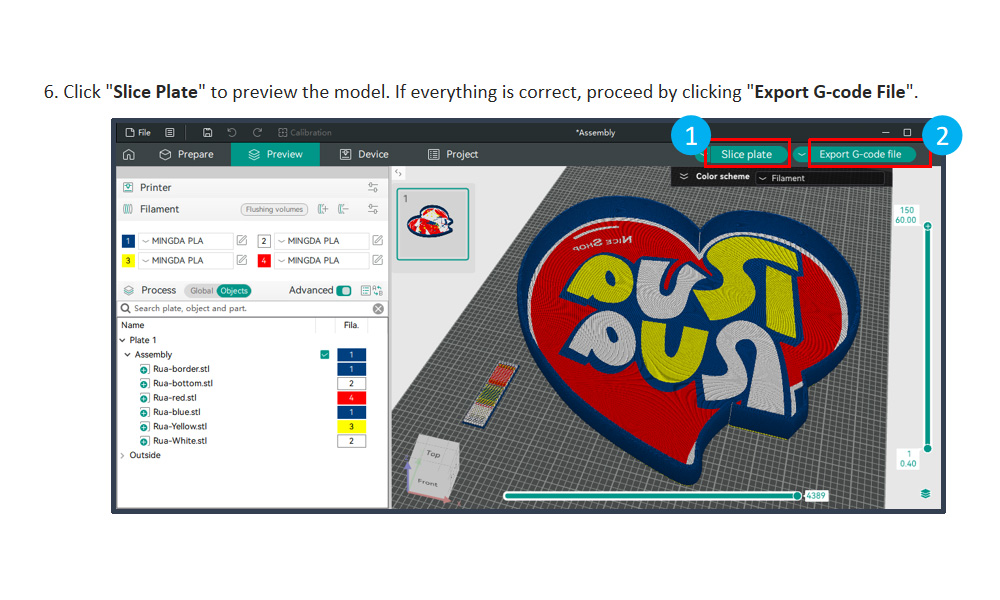 6. Click "Slice Plate" to preview the model. If everything is correct, proceed by clicking "Export G-code File".
File
Calibration
*Assembly
1
2
Prepare
Preview
Device
Project
Slice plate
Export G-code file
Color scheme
Filament
Printer
Filament
Flushing volumes
1 MINGDA PLA
2 MINGDA PLA
3 MINGDA PLA
4 MINGDA PLA
Process
Global
Objects
Advanced
Search plate, object and part.
Name Fila.
Plate 1
Assembly 1
Rua-border.stl 1
Rua-bottom.stl 2
Rua-red.stl 4
Rua-blue.stl 1
Rua-Yellow.stl 3
Rua-White.stl 2
Outside
1
NICE SHOP
Top
Front
150
60.00
1
0.40
4389